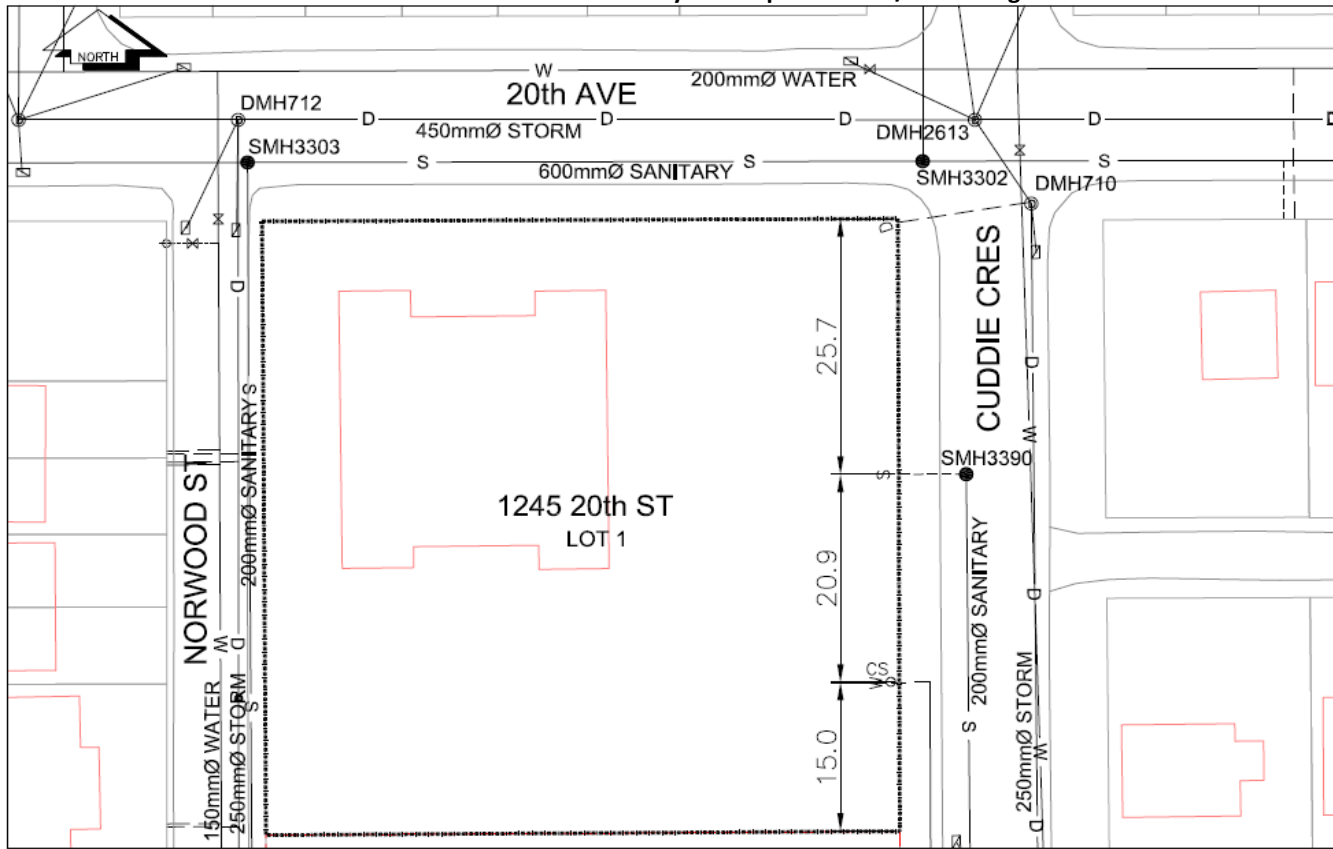 NORTH
W
200mmØ WATER
20th AVE
DMH712
D
D
D
D
D
450mmØ STORM
DMH2613
SMH3303
S
S
S
600mmØ SANITARY
SMH3302
DMH710
D
CUDDIE CRES
D
25.7
D
S
200mmØ SANITARY
W
SMH3390
S
NORWOOD ST
1245 20th ST
LOT 1
20.9
200mmØ SANITARY
D
W
D
CS
W
S
150mmØ WATER
250mmØ STORM
15.0
S
250mmØ STORM
W
D